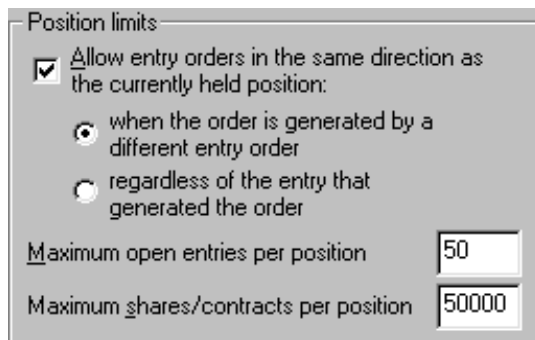 Position limits
Allow entry orders in the same direction as
the currently held position:
when the order is generated by a
different entry order
regardless of the entry that
generated the order
Maximum open entries per position 50
Maximum shares/contracts per position 50000